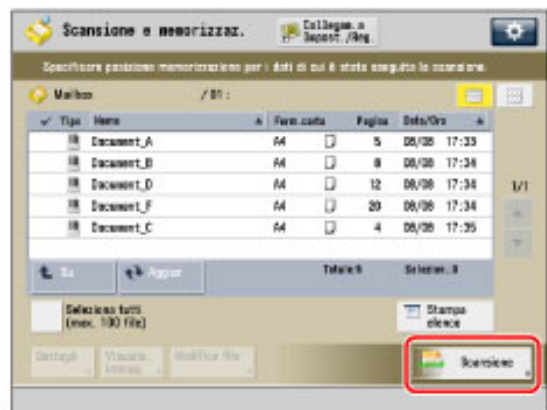 Scansione e memorizzaz.
Collegam. a
Impost./Reg.
Specificare posizione memorizzazione per i dati di cui è stata eseguita la scansione.
Mailbox /01:
Tipo Nome Form.carta Pagina Data/Ora
Document_A A4 5 08/08 17:33
Document_B A4 8 08/08 17:34
Document_D A4 12 08/08 17:34
Document_F A4 20 08/08 17:34
Document_C A4 4 08/08 17:35
1/1
Su Aggior Totale:5 Selezion.:0
Seleziona tutti
(max. 100 file)
Stampa
elenco
Dettagli Visualiz. Modifica file
immag.
Scansione